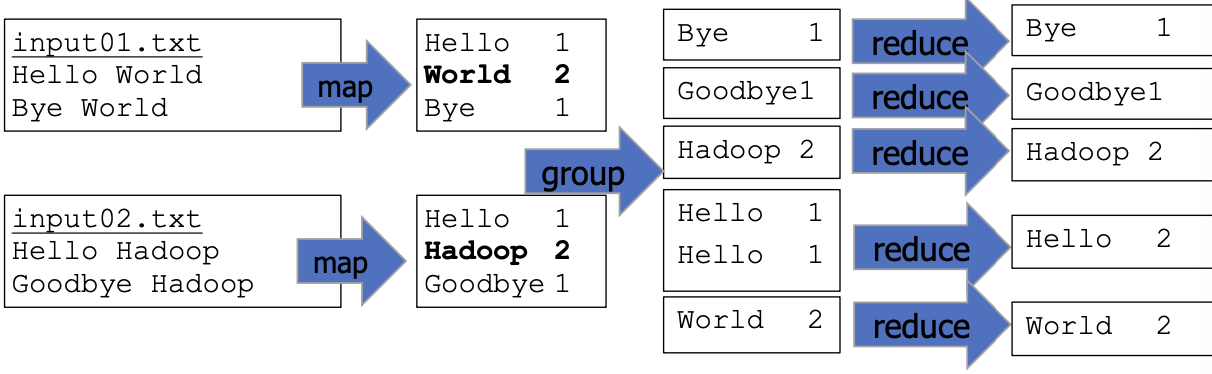 input01.txt
Hello World
Bye World
map
Hello 1
World 2
Bye 1
input02.txt
Hello Hadoop
Goodbye Hadoop
map
Hello 1
Hadoop 2
Goodbye 1
group
Bye 1
Goodbye1
Hadoop 2
Hello 1
Hello 1
World 2
reduce
reduce
reduce
reduce
reduce
Bye 1
Goodbye1
Hadoop 2
Hello 2
World 2